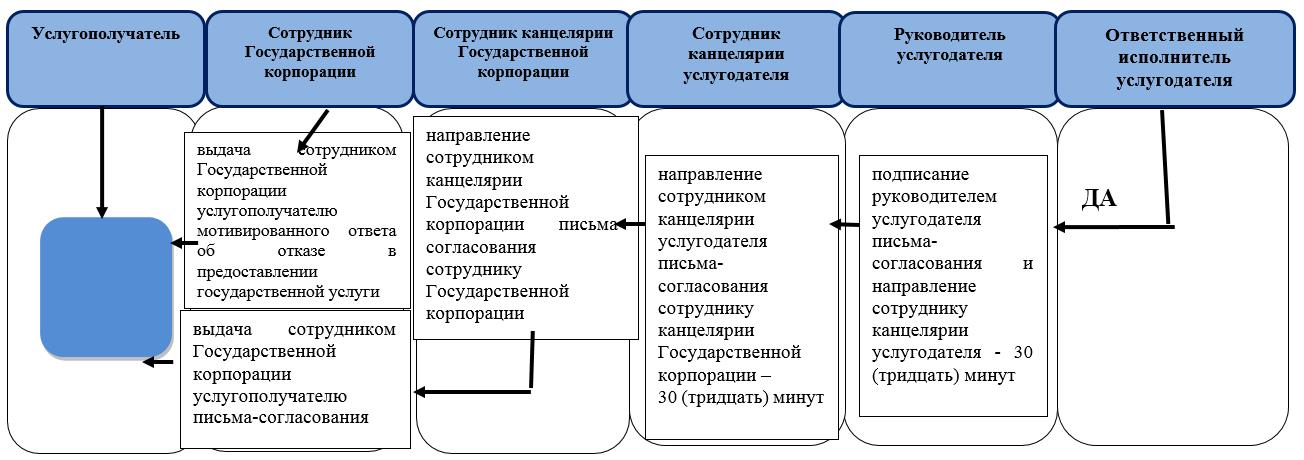 Услугополучатель
Сотрудник
Государственной
корпорации
Сотрудник канцелярии
Государственной
корпорации
Сотрудник
канцелярии
услугодателя
Руководитель
услугодателя
Ответственный
исполнитель
услугодателя
выдача сотрудником
Государственной
корпорации
услугополучателю
мотивированного ответа
об отказе в
предоставлении
государственной услуги
выдача сотрудником
Государственной
корпорации
услугополучателю
письма-согласования
направление
сотрудником
канцелярии
Государственной
корпорации письма
согласования
сотруднику
Государственной
корпорации
направление
сотрудником
канцелярии
услугодателя
письма-
согласования
сотруднику
канцелярии
Государственной
корпорации –
30 (тридцать) минут
подписание
руководителем
услугодателя
письма-
согласования и
направление
сотруднику
канцелярии
услугодателя - 30
(тридцать) минут
ДА